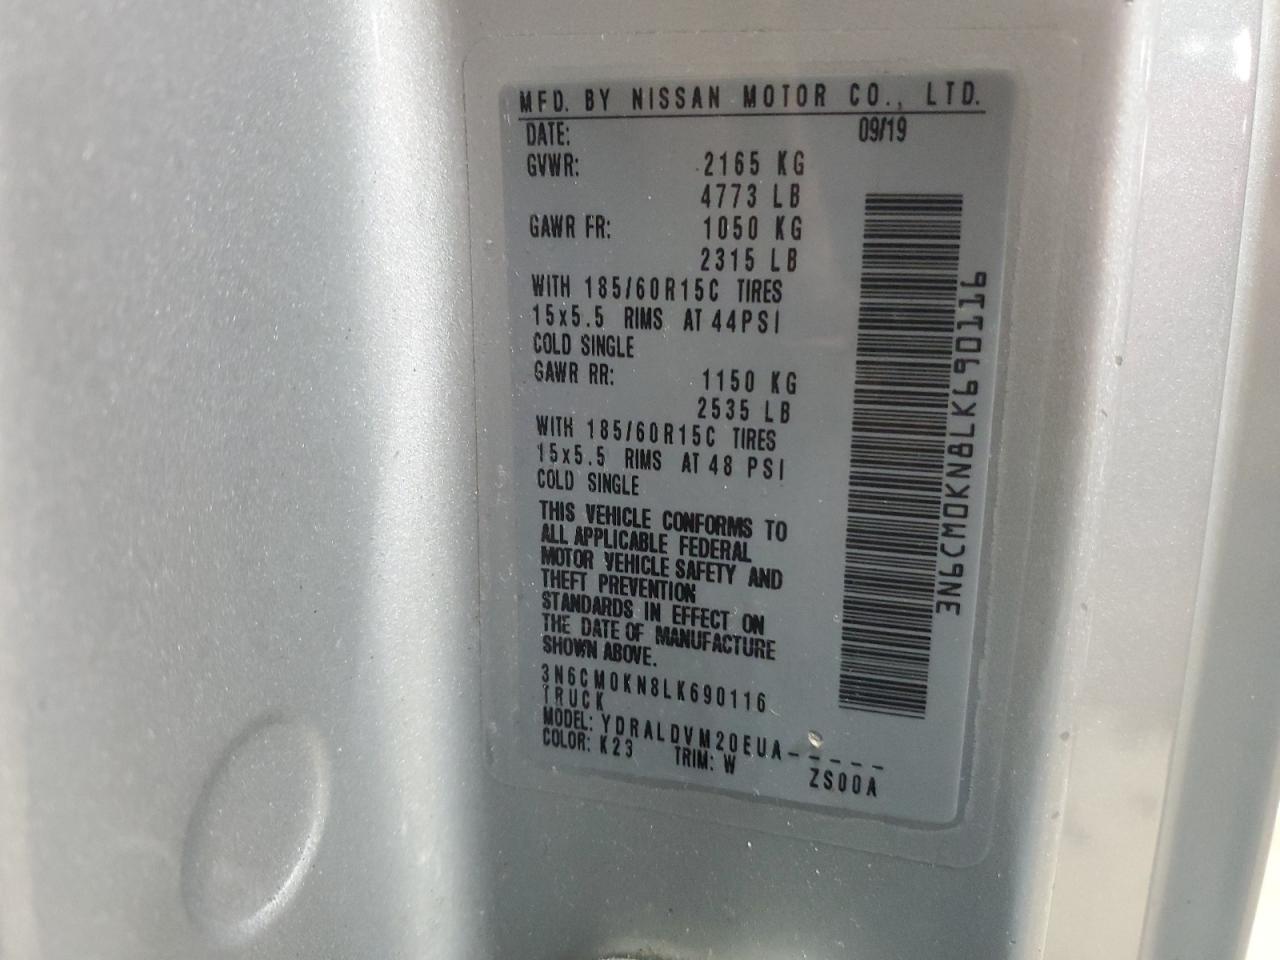 MFD. BY NISSAN MOTOR CO., LTD.
DATE: 09/19
GVWR: 2165 KG
4773 LB
GAWR FR: 1050 KG
2315 LB
WITH 185/60R15C TIRES
15x5.5 RIMS AT 44PSI
COLD SINGLE
GAWR RR: 1150 KG
2535 LB
WITH 185/60R15C TIRES
15x5.5 RIMS AT 48 PSI
COLD SINGLE
THIS VEHICLE CONFORMS TO
ALL APPLICABLE FEDERAL
MOTOR VEHICLE SAFETY AND
THEFT PREVENTION
STANDARDS IN EFFECT ON
THE DATE OF MANUFACTURE
SHOWN ABOVE.
3N6CM0KN8LK690116
TRUCK
MODEL: YDRALDVM20EUA-----
COLOR: K23 TRIM: W ZS00A
3N6CM0KN8LK690116